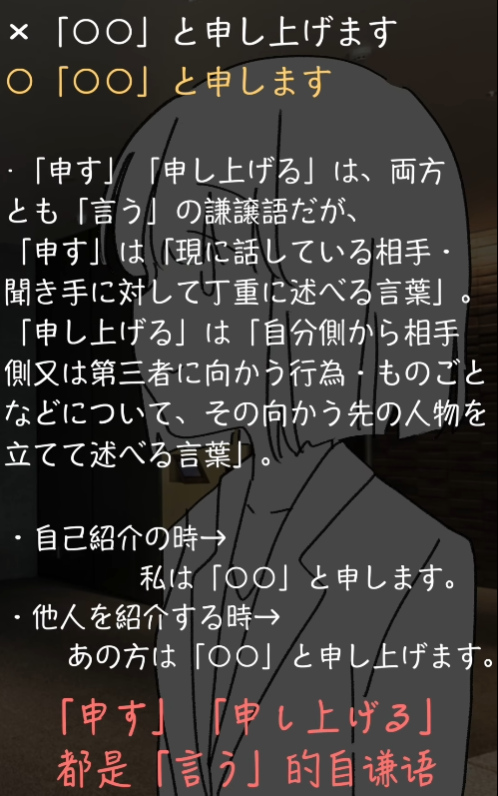 ×「○○」と申し上げます
○「○○」と申します
・「申す」「申し上げる」は、両方
とも「言う」の謙譲語だが、
「申す」は「現に話している相手・
聞き手に対して丁重に述べる言葉」。
「申し上げる」は「自分側から相手
側又は第三者に向かう行為・ものごと
などについて、その向かう先の人物を
立てて述べる言葉」。
・自己紹介の時→
私は「○○」と申します。
・他人を紹介する時→
あの方は「○○」と申し上げます。
「申す」「申し上げる」
都是「言う」的自谦语